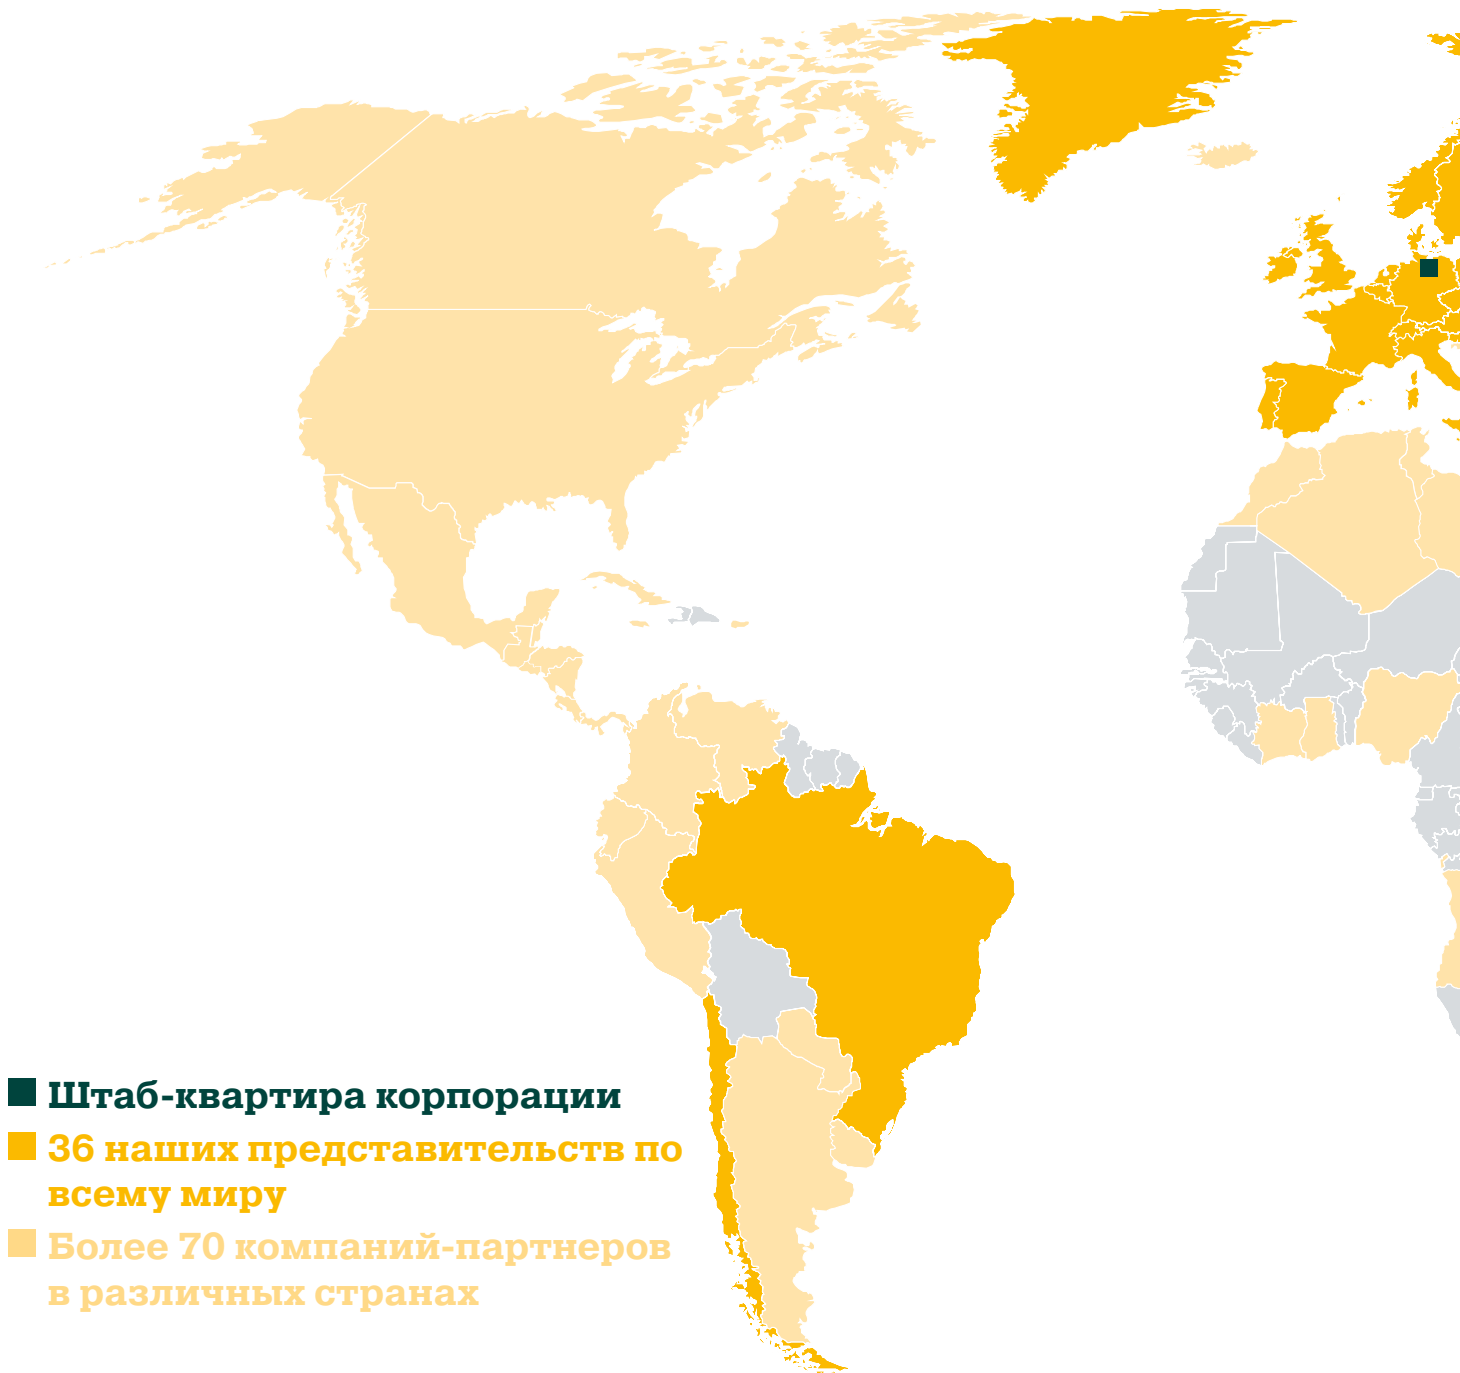 Штаб-квартира корпорации
36 наших представительств по
всему миру
Более 70 компаний-партнеров
в различных странах